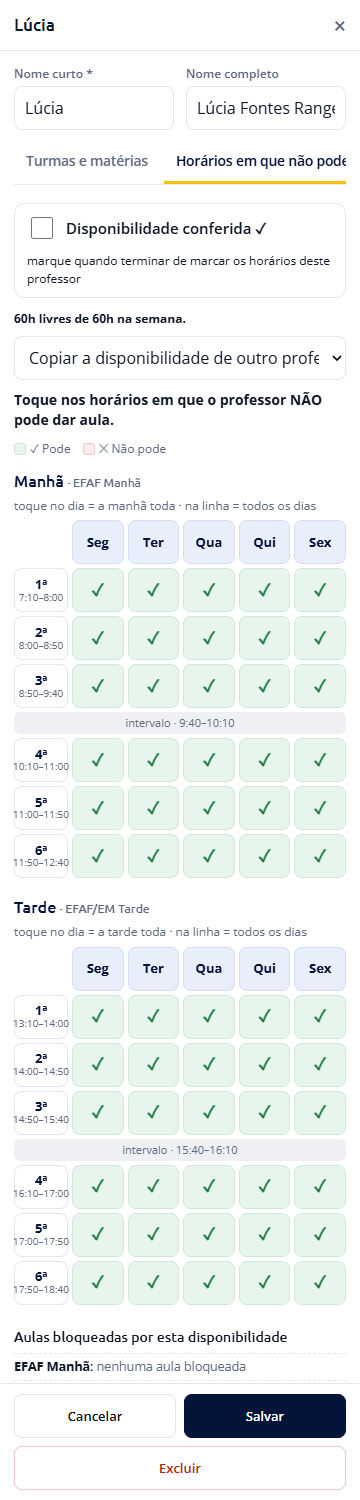 Lúcia ×
Nome curto * Nome completo
Lúcia Lúcia Fontes Range
Turmas e matérias Horários em que não pode
Disponibilidade conferida ✓
marque quando terminar de marcar os horários deste
professor
60h livres de 60h na semana.
Copiar a disponibilidade de outro profe
Toque nos horários em que o professor NÃO
pode dar aula.
✓ Pode ✕ Não pode
Manhã · EFAF Manhã
toque no dia = a manhã toda · na linha = todos os dias
Seg Ter Qua Qui Sex
1ª
7:10–8:00 ✓ ✓ ✓ ✓ ✓
2ª
8:00–8:50 ✓ ✓ ✓ ✓ ✓
3ª
8:50–9:40 ✓ ✓ ✓ ✓ ✓
intervalo · 9:40–10:10
4ª
10:10–11:00 ✓ ✓ ✓ ✓ ✓
5ª
11:00–11:50 ✓ ✓ ✓ ✓ ✓
6ª
11:50–12:40 ✓ ✓ ✓ ✓ ✓
Tarde · EFAF/EM Tarde
toque no dia = a tarde toda · na linha = todos os dias
Seg Ter Qua Qui Sex
1ª
13:10–14:00 ✓ ✓ ✓ ✓ ✓
2ª
14:00–14:50 ✓ ✓ ✓ ✓ ✓
3ª
14:50–15:40 ✓ ✓ ✓ ✓ ✓
intervalo · 15:40–16:10
4ª
16:10–17:00 ✓ ✓ ✓ ✓ ✓
5ª
17:00–17:50 ✓ ✓ ✓ ✓ ✓
6ª
17:50–18:40 ✓ ✓ ✓ ✓ ✓
Aulas bloqueadas por esta disponibilidade
EFAF Manhã: nenhuma aula bloqueada
Cancelar Salvar
Excluir